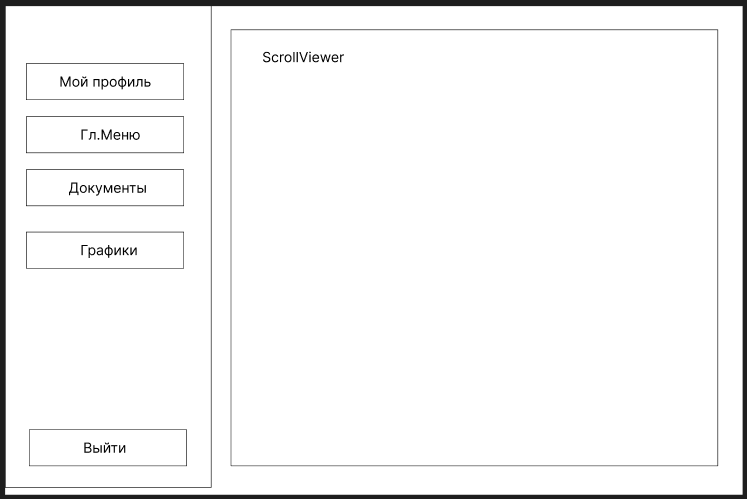 ScrollViewer
Мой профиль
Гл.Меню
Документы
Графики
Выйти